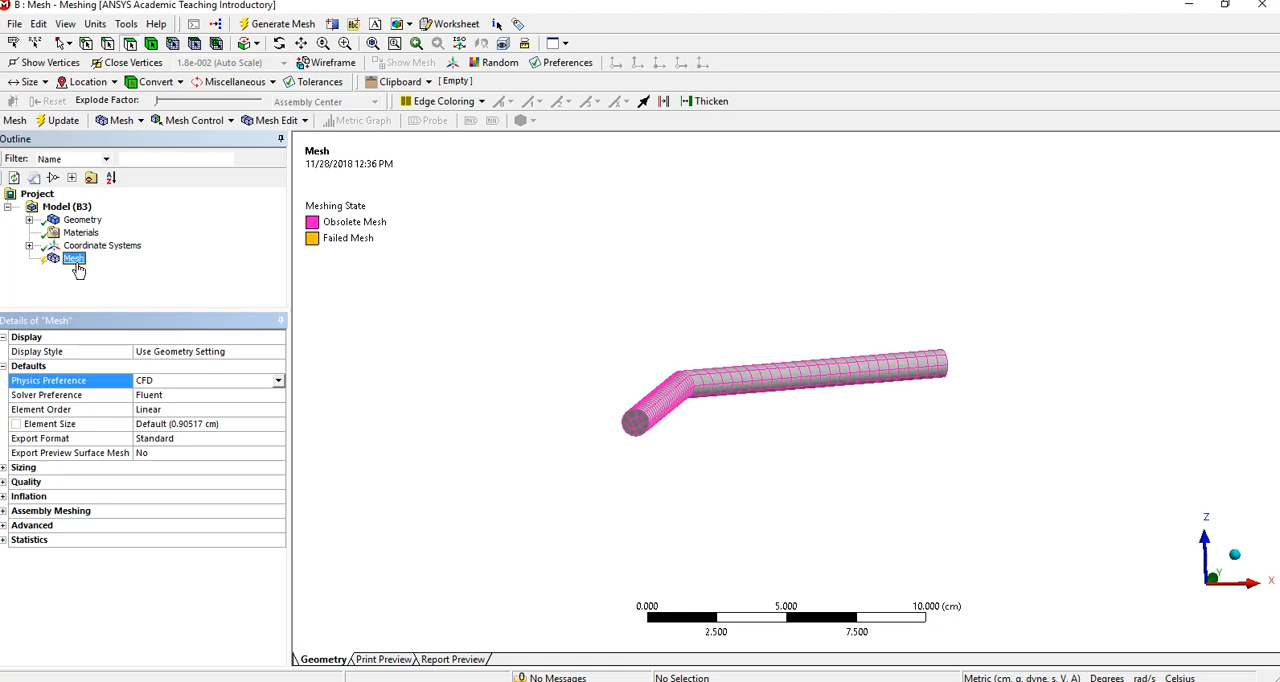 B : Mesh - Meshing [ANSYS Academic Teaching Introductory]
File Edit View Units Tools Help Generate Mesh A Worksheet
Show Vertices Close Vertices 1.8e-002 (Auto Scale) Wireframe Show Mesh Random Preferences
Size Location Convert Miscellaneous Tolerances Clipboard [Empty]
Reset Explode Factor: Assembly Center Edge Coloring Thicken
Mesh Update Mesh Mesh Control Mesh Edit Metric Graph Probe
Outline
Filter: Name
Project
Model (B3)
Geometry
Materials
Coordinate Systems
Mesh
Details of "Mesh"
Display
Display Style Use Geometry Setting
Defaults
Physics Preference CFD
Solver Preference Fluent
Element Order Linear
Element Size Default (0.90517 cm)
Export Format Standard
Export Preview Surface Mesh No
Sizing
Quality
Inflation
Assembly Meshing
Advanced
Statistics
Mesh
11/28/2018 12:36 PM
Meshing State
Obsolete Mesh
Failed Mesh
Z
Y
X
0.000 5.000 10.000 (cm)
2.500 7.500
Geometry Print Preview Report Preview
0 No Messages No Selection Metric (cm, g, dyne, s, V, A) Degrees rad/s Celsius